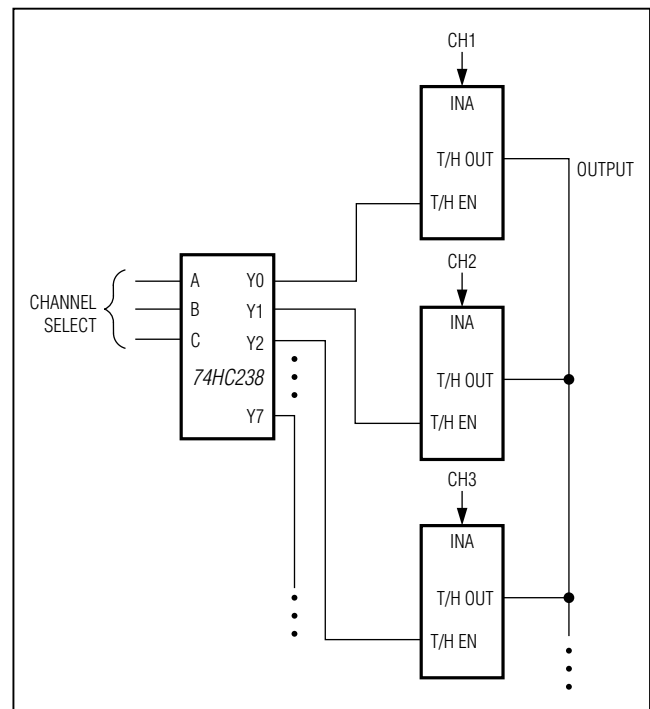 CH1
INA
T/H OUT
T/H EN
OUTPUT
CHANNEL
SELECT
A
B
C
Y0
Y1
Y2
Y7
74HC238
CH2
INA
T/H OUT
T/H EN
CH3
INA
T/H OUT
T/H EN